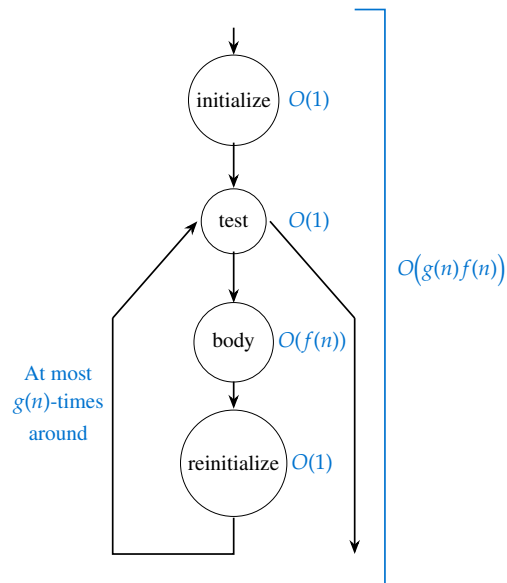 initialize O(1)
test O(1)
O(g(n)f(n))
body O(f(n))
At most
g(n)-times
around
reinitialize O(1)